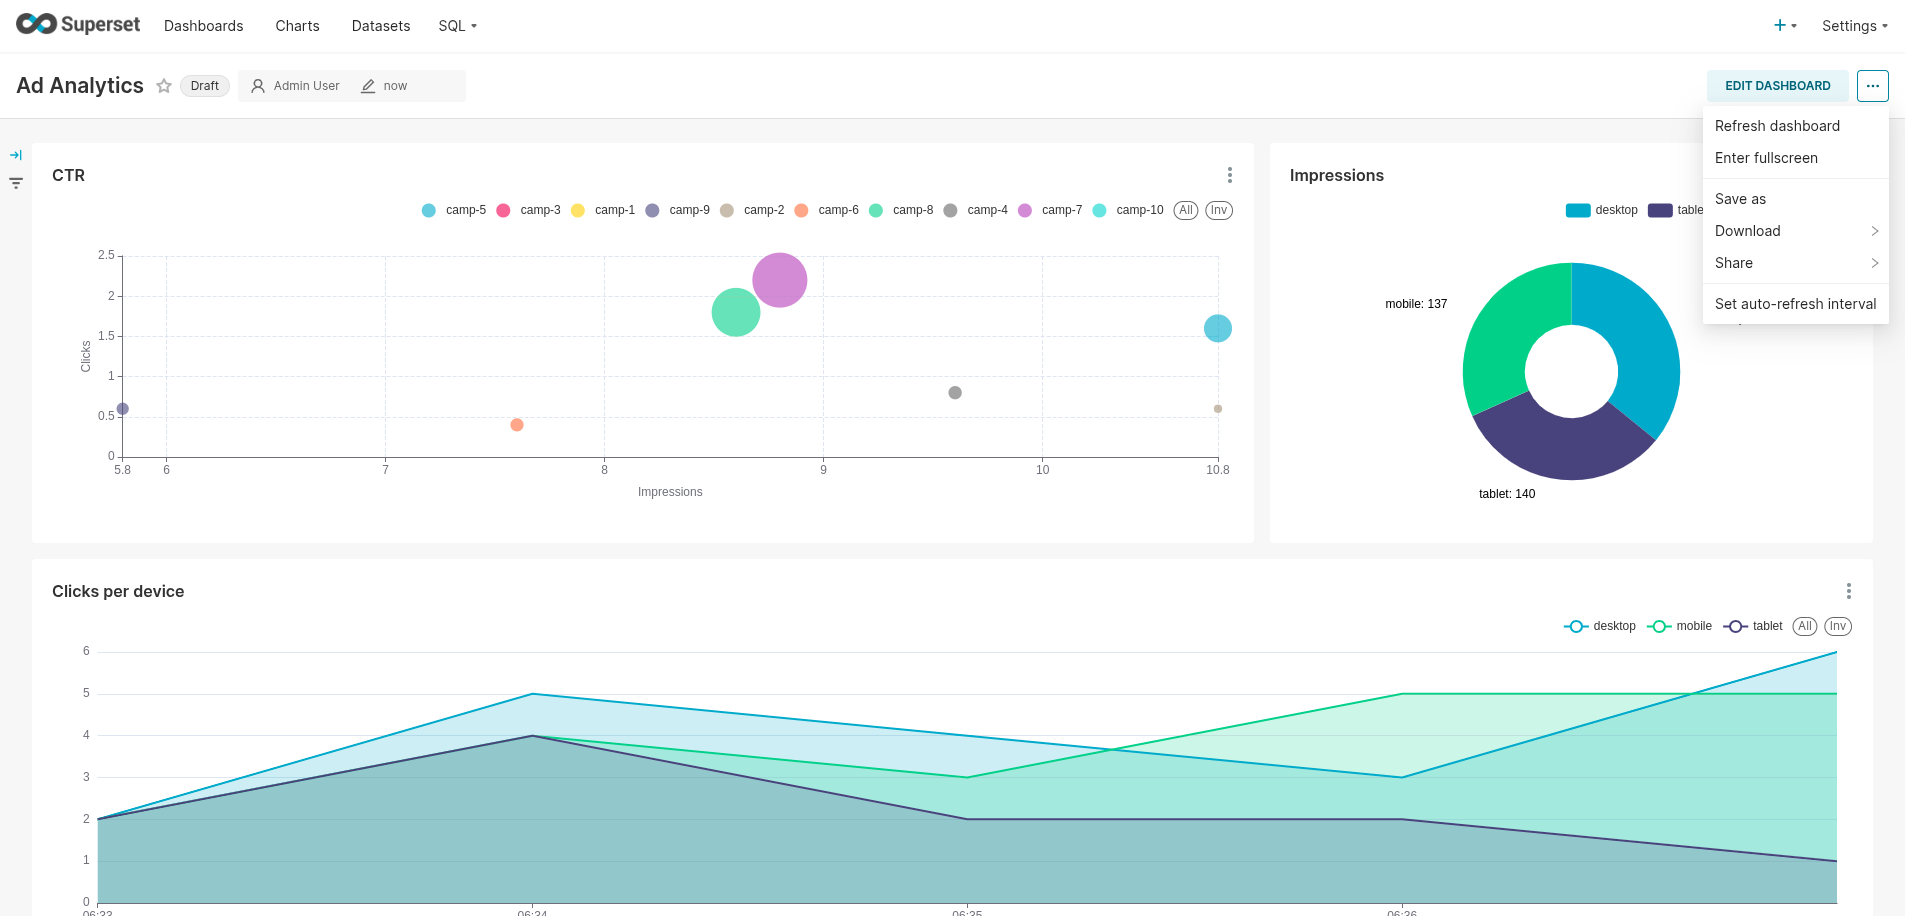 Superset Dashboards Charts Datasets SQL + Settings
Ad Analytics Draft Admin User now EDIT DASHBOARD ...
Refresh dashboard
Enter fullscreen
Save as
Download
Share
Set auto-refresh interval
CTR
camp-5 camp-3 camp-1 camp-9 camp-2 camp-6 camp-8 camp-4 camp-7 camp-10 All Inv
2.5
2
1.5
1
0.5
0
Clicks
5.8 6 7 8 9 10 10.8
Impressions
Impressions
desktop
mobile: 137
tablet: 140
Clicks per device
desktop mobile tablet All Inv
6
5
4
3
2
1
0
06:33 06:34 06:35 06:36